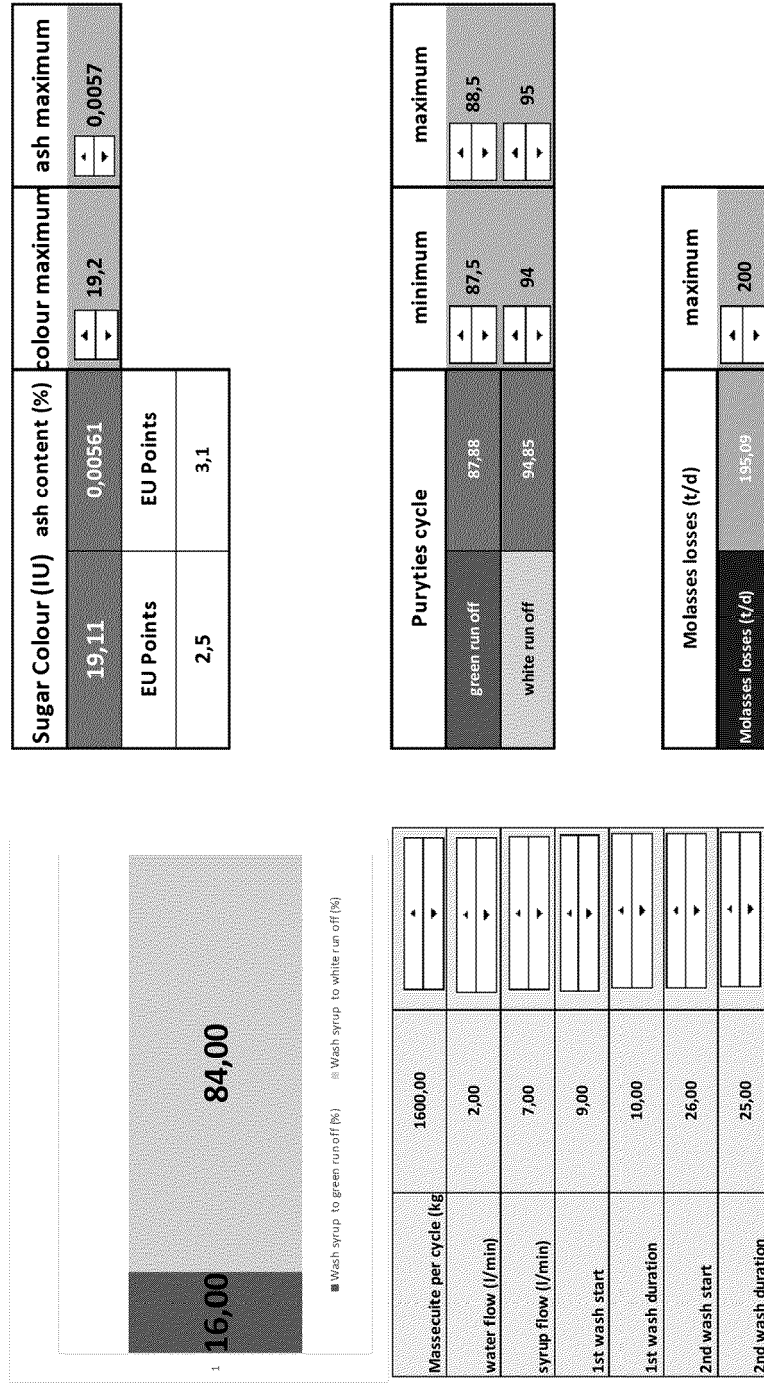 1
16,00 84,00
Wash syrup to green run off (%) Wash syrup to white run off (%)
Massecuite per cycle (kg 1600,00
water flow (l/min) 2,00
syrup flow (l/min) 7,00
1st wash start 9,00
1st wash duration 10,00
2nd wash start 26,00
2nd wash duration 25,00
Sugar Colour (IU) ash content (%) colour maximum ash maximum
19,11 0,00561 19,2 0,0057
EU Points EU Points
2,5 3,1
Puryties cycle minimum maximum
green run off 87,88 87,5 88,5
white run off 94,85 94 95
Molasses losses (t/d) maximum
Molasses losses (t/d) 195,09 200